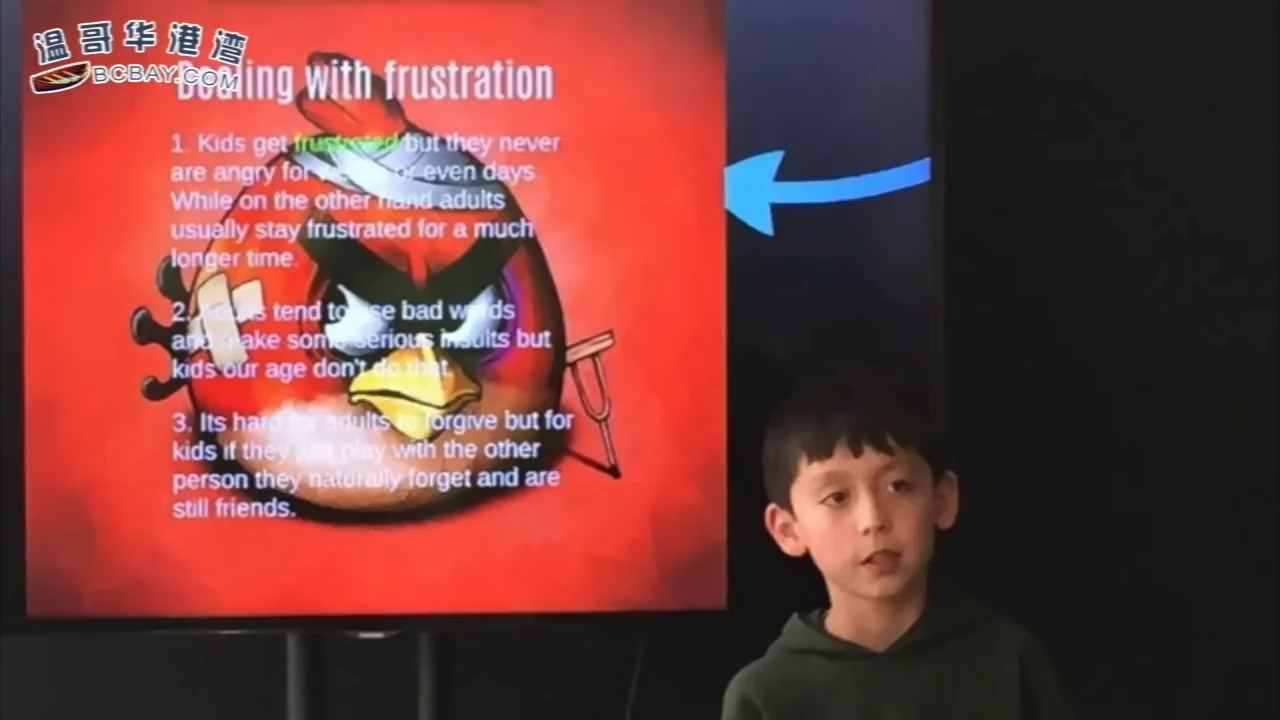 温哥华港湾
BCBAY.COM
Dealing with frustration
1. Kids get frustrated but they never
are angry for or even days.
While on the other hand adults
usually stay frustrated for a much
longer time.
2. tend to use bad words
and make some serious insults but
kids our age don't do that.
3. Its hard for adults to forgive but for
kids if they just play with the other
person they naturally forget and are
still friends.